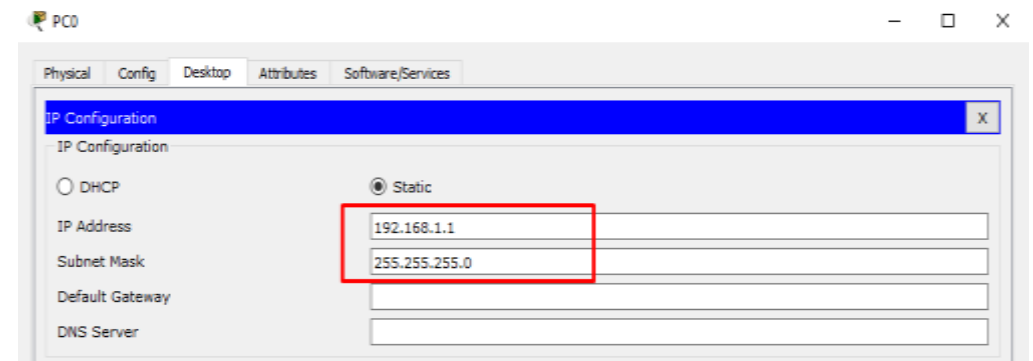 PC0
Physical Config Desktop Attributes Software/Services
IP Configuration
X
IP Configuration
DHCP
Static
IP Address
192.168.1.1
Subnet Mask
255.255.255.0
Default Gateway
DNS Server